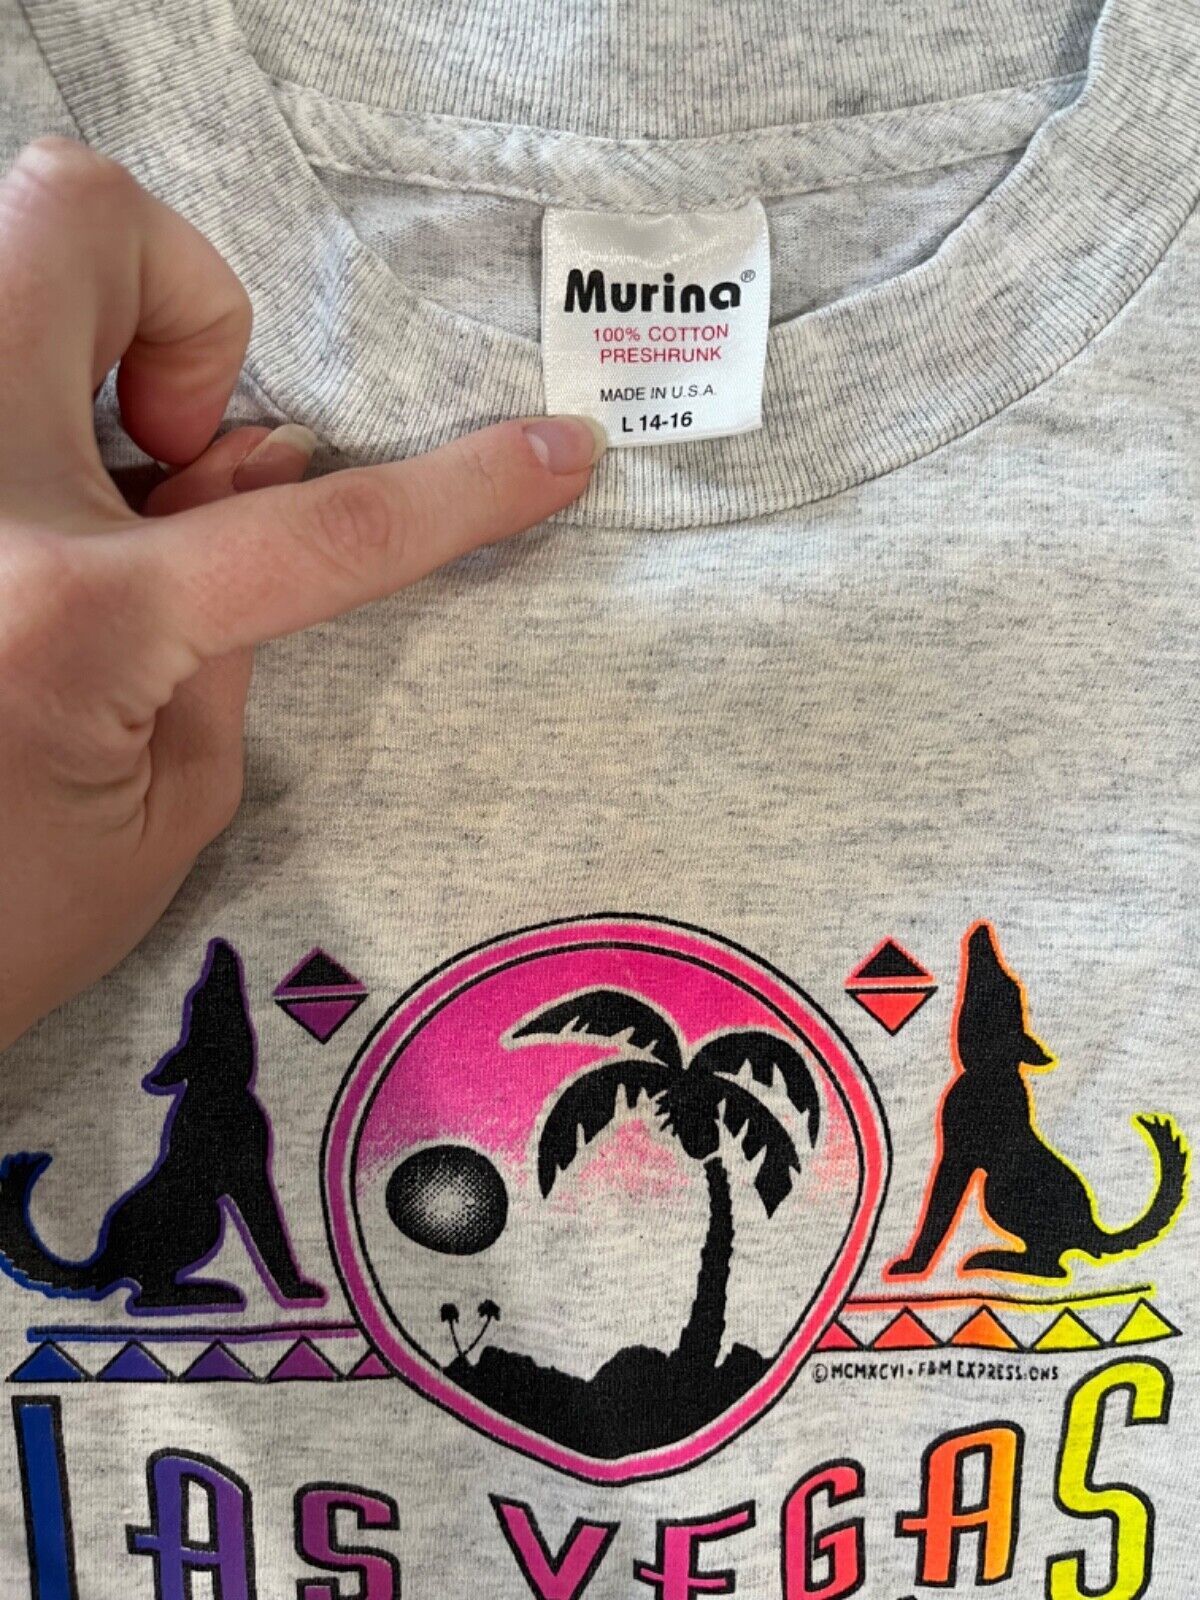 Murina®
100% COTTON
PRESHRUNK
MADE IN U.S.A.
L 14-16
© MCMXCVI • F&M EXPRESSIONS
LAS VEGAS